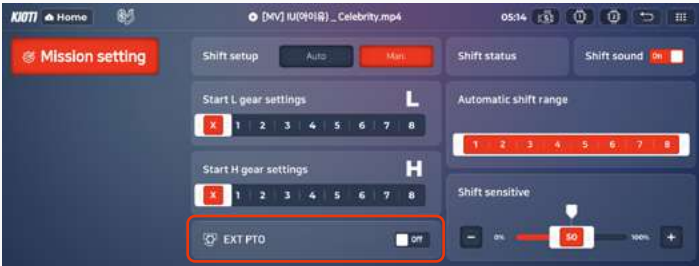 KIOTI Home [MV] IU(아이유)_Celebrity.mp4 05:14
Mission setting
Shift setup Auto Man.
Shift status
Shift sound On
Start L gear settings L
X 1 2 3 4 5 6 7 8
Automatic shift range
1 2 3 4 5 6 7 8
Start H gear settings H
X 1 2 3 4 5 6 7 8
Shift sensitive
- 0% 50 100% +
EXT PTO Off